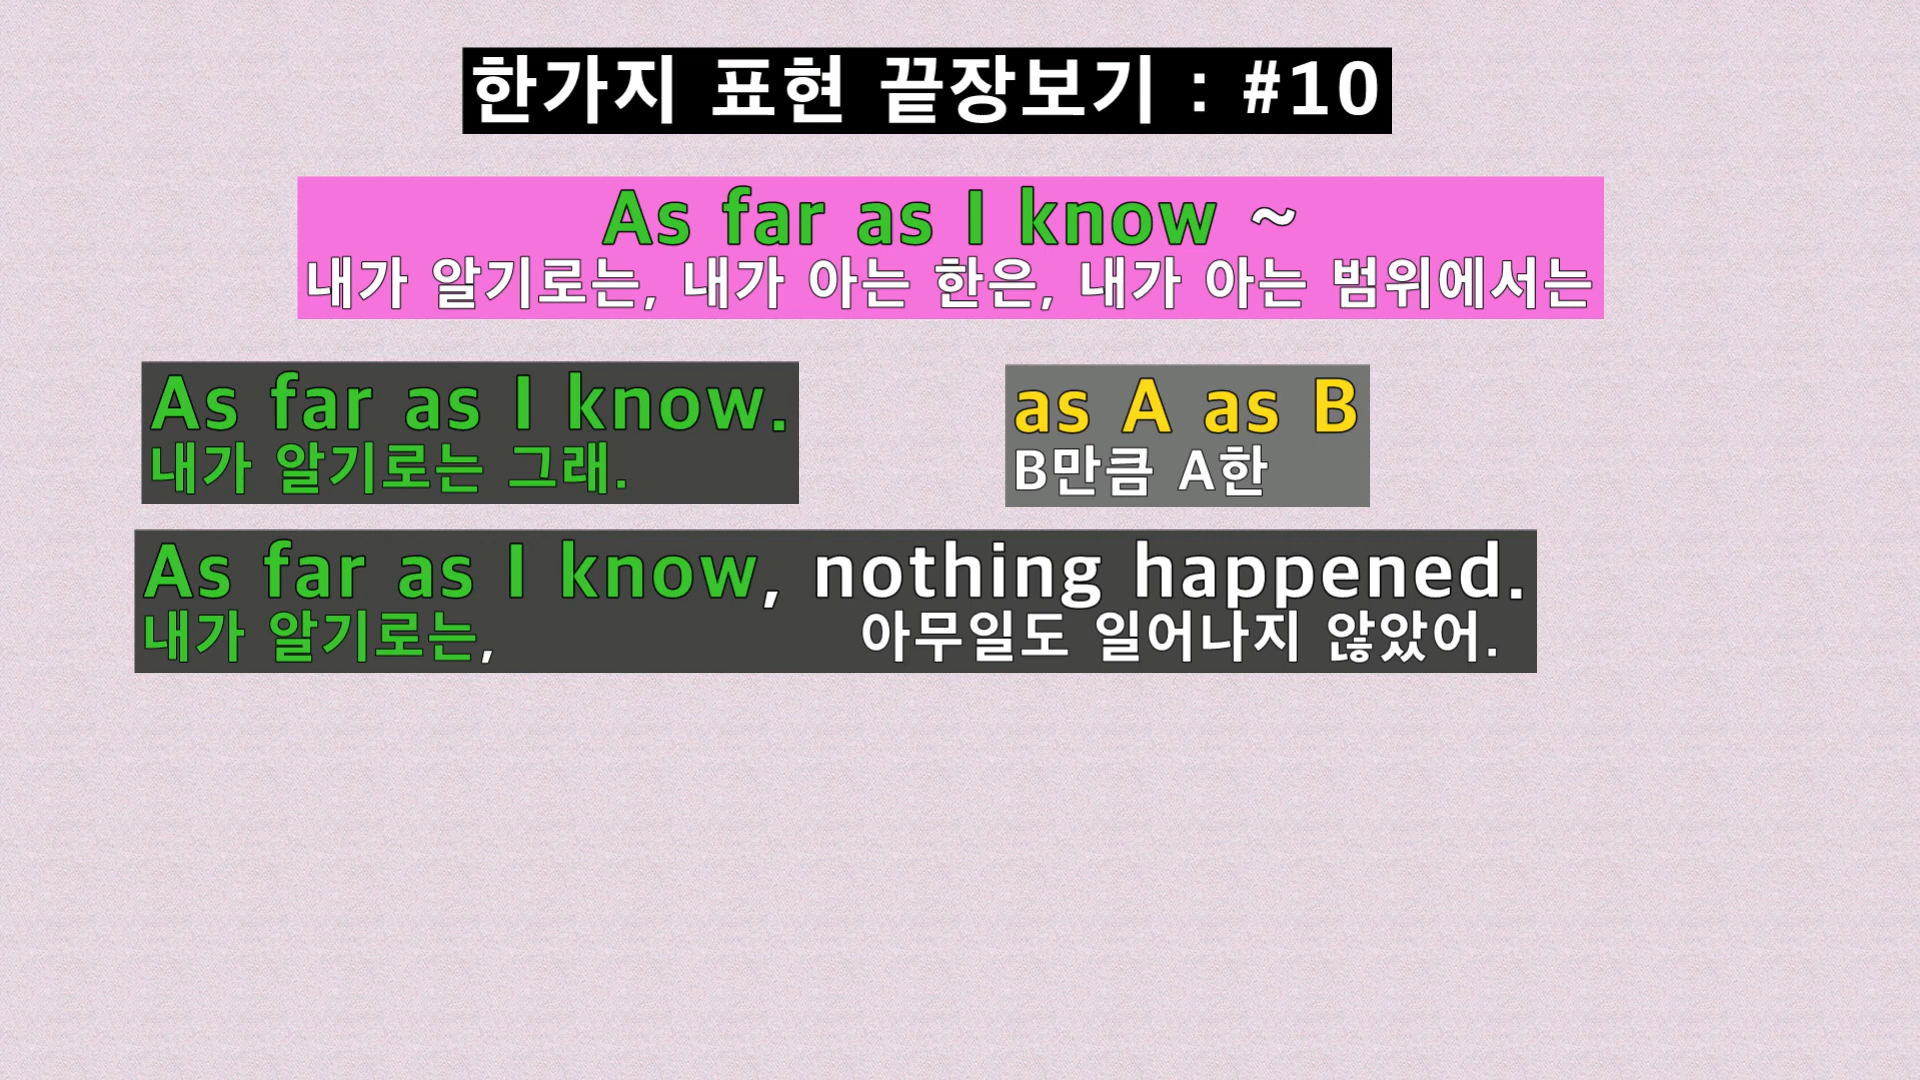 한가지 표현 끝장보기 : #10
As far as I know ~
내가 알기로는, 내가 아는 한은, 내가 아는 범위에서는
As far as I know.
내가 알기로는 그래.
as A as B
B만큼 A한
As far as I know, nothing happened.
내가 알기로는, 아무일도 일어나지 않았어.